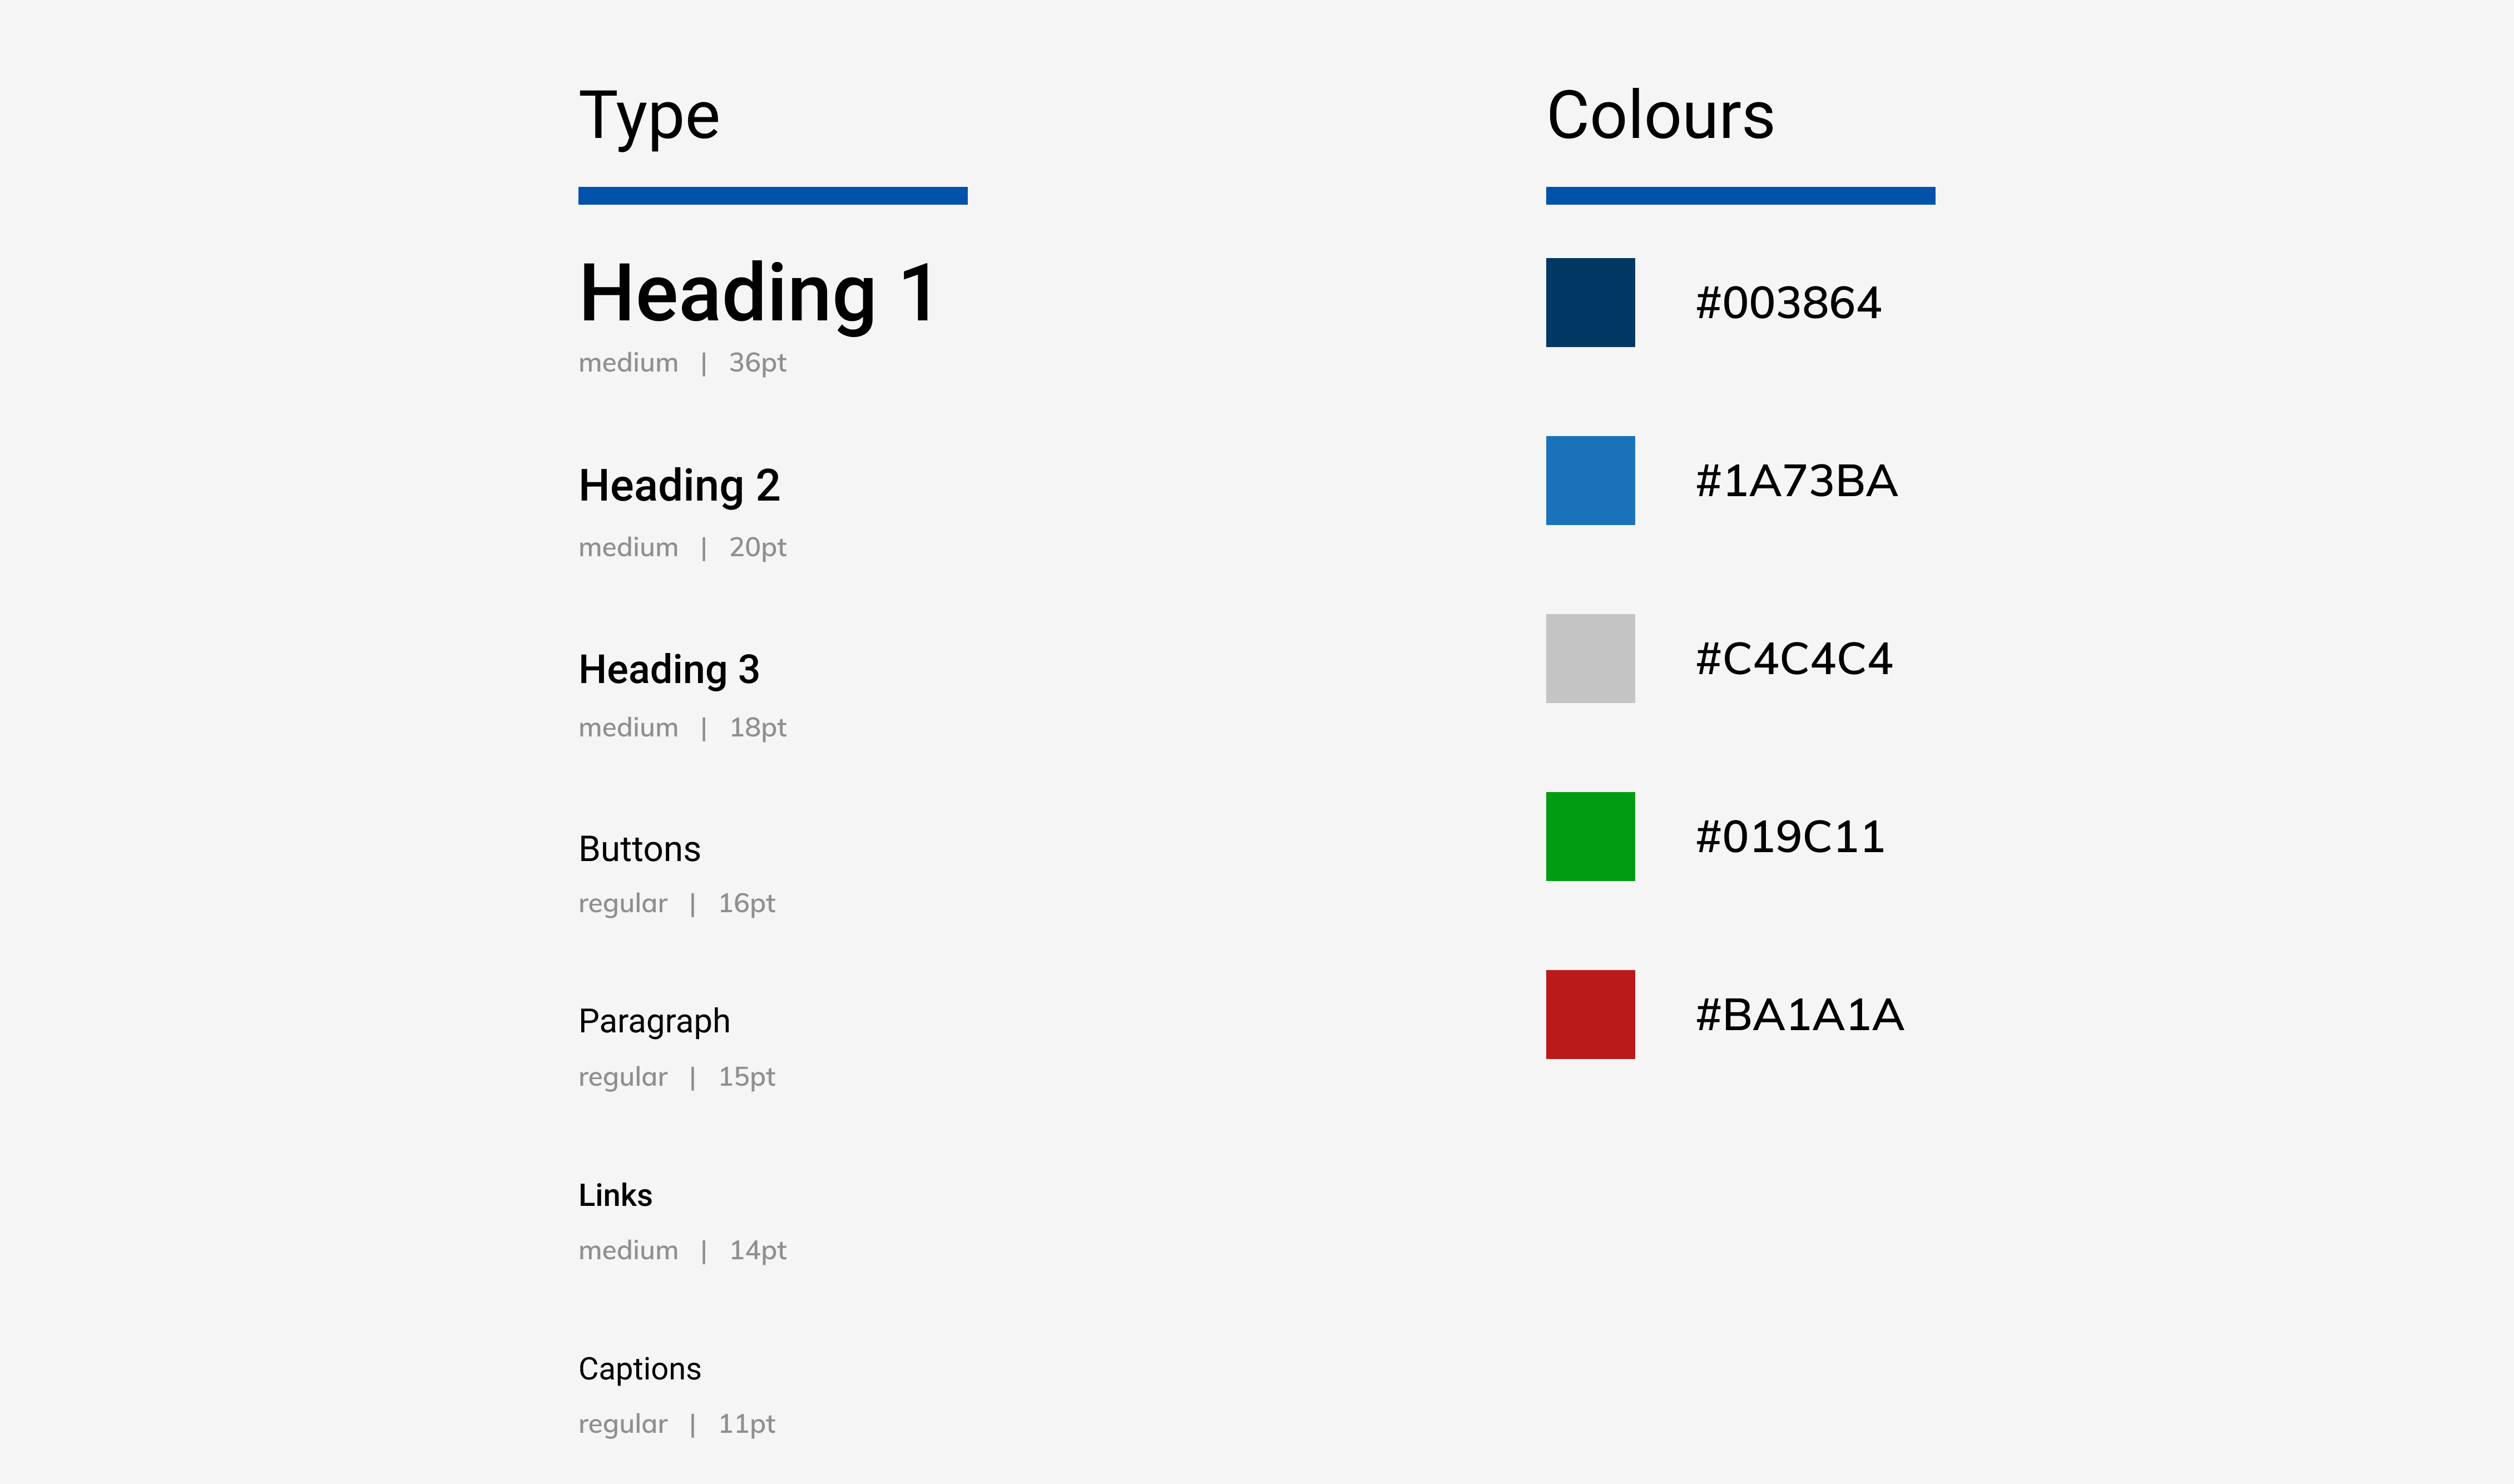 Type
Heading 1
medium | 36pt
Heading 2
medium | 20pt
Heading 3
medium | 18pt
Buttons
regular | 16pt
Paragraph
regular | 15pt
Links
medium | 14pt
Captions
regular | 11pt
Colours
#003864
#1A73BA
#C4C4C4
#019C11
#BA1A1A